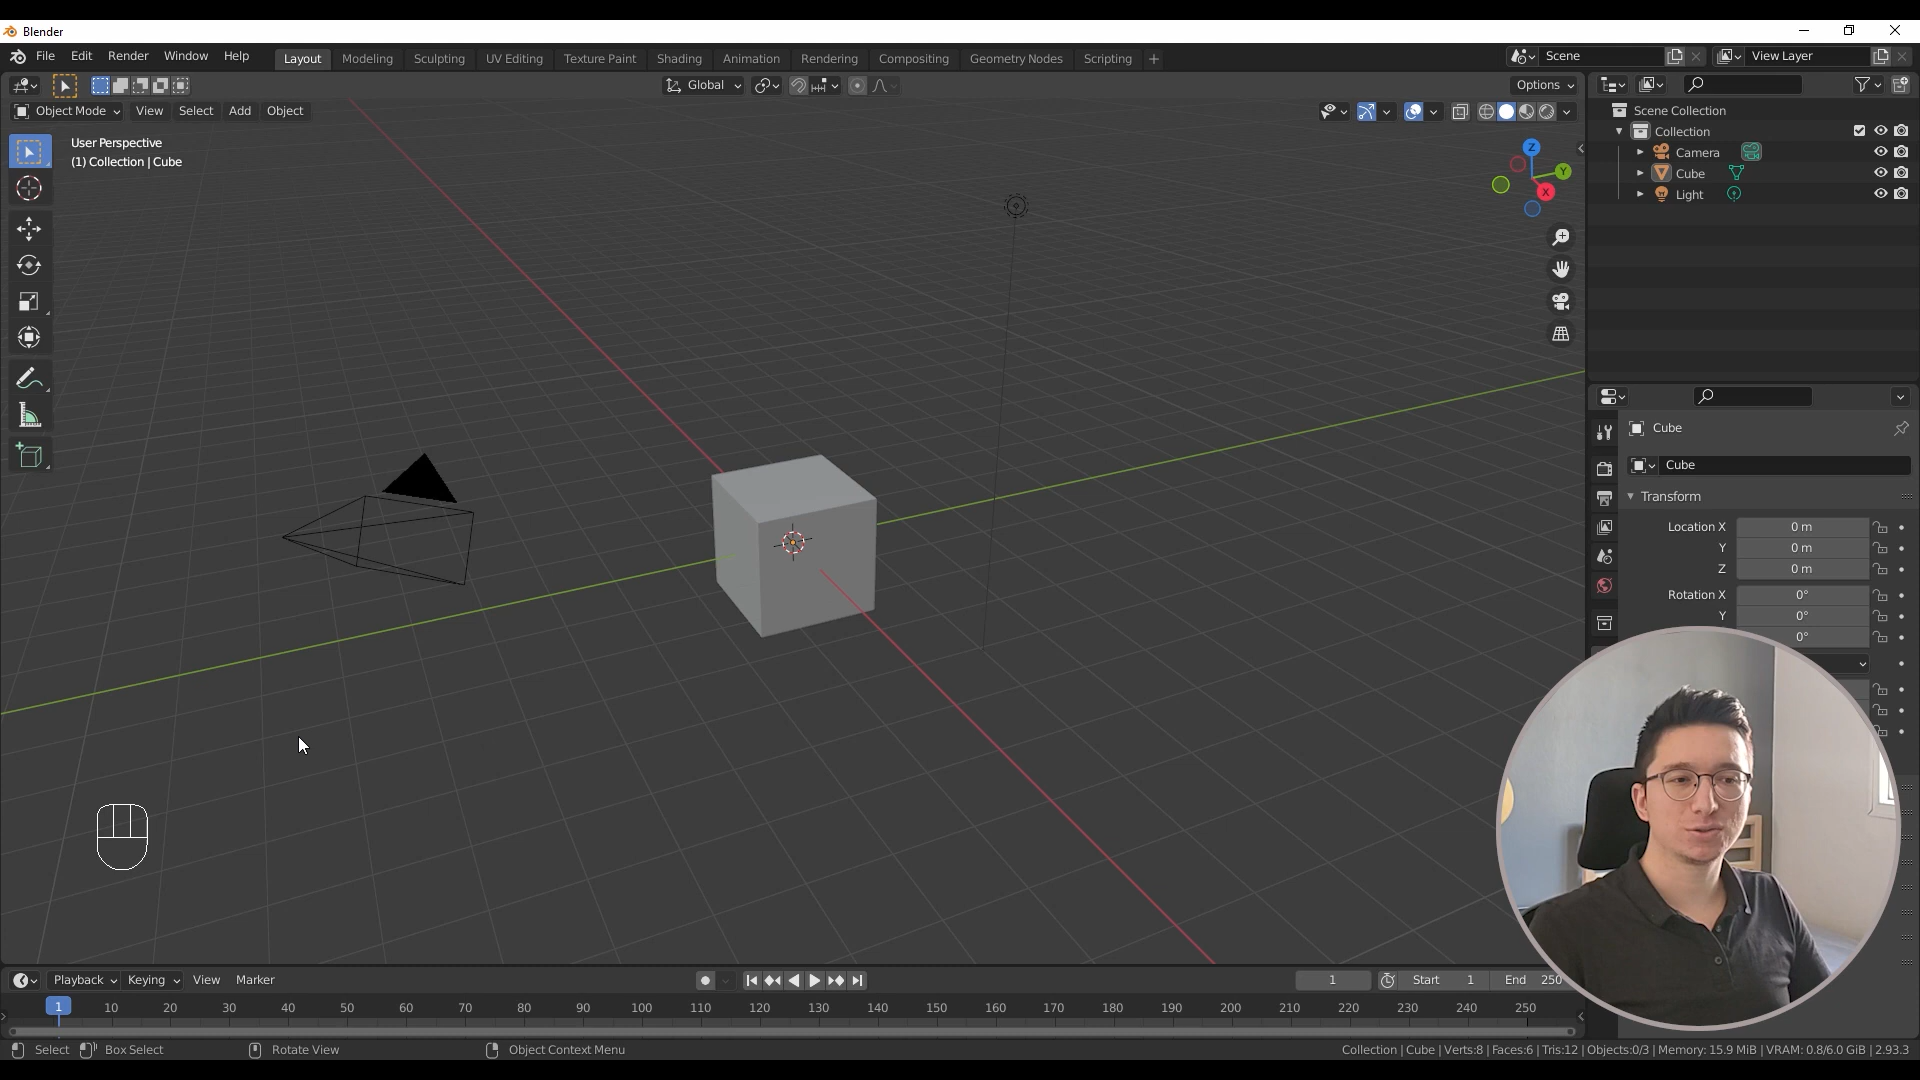 Blender
File Edit Render Window Help Layout Modeling Sculpting UV Editing Texture Paint Shading Animation Rendering Compositing Geometry Nodes Scripting + Scene View Layer
Global Options
Object Mode View Select Add Object
User Perspective
(1) Collection | Cube
Z
Y
X
Scene Collection
Collection
Camera
Cube
Light
Cube
Cube
Transform
Location X 0 m
Y 0 m
Z 0 m
Rotation X 0°
Y 0°
0°
Playback Keying View Marker 1 Start 1 End 250
1 10 20 30 40 50 60 70 80 90 100 110 120 130 140 150 160 170 180 190 200 210 220 230 240 250
Select Box Select Rotate View Object Context Menu Collection | Cube | Verts:8 | Faces:6 | Tris:12 | Objects:0/3 | Memory: 15.9 MiB | VRAM: 0.8/6.0 GiB | 2.93.3